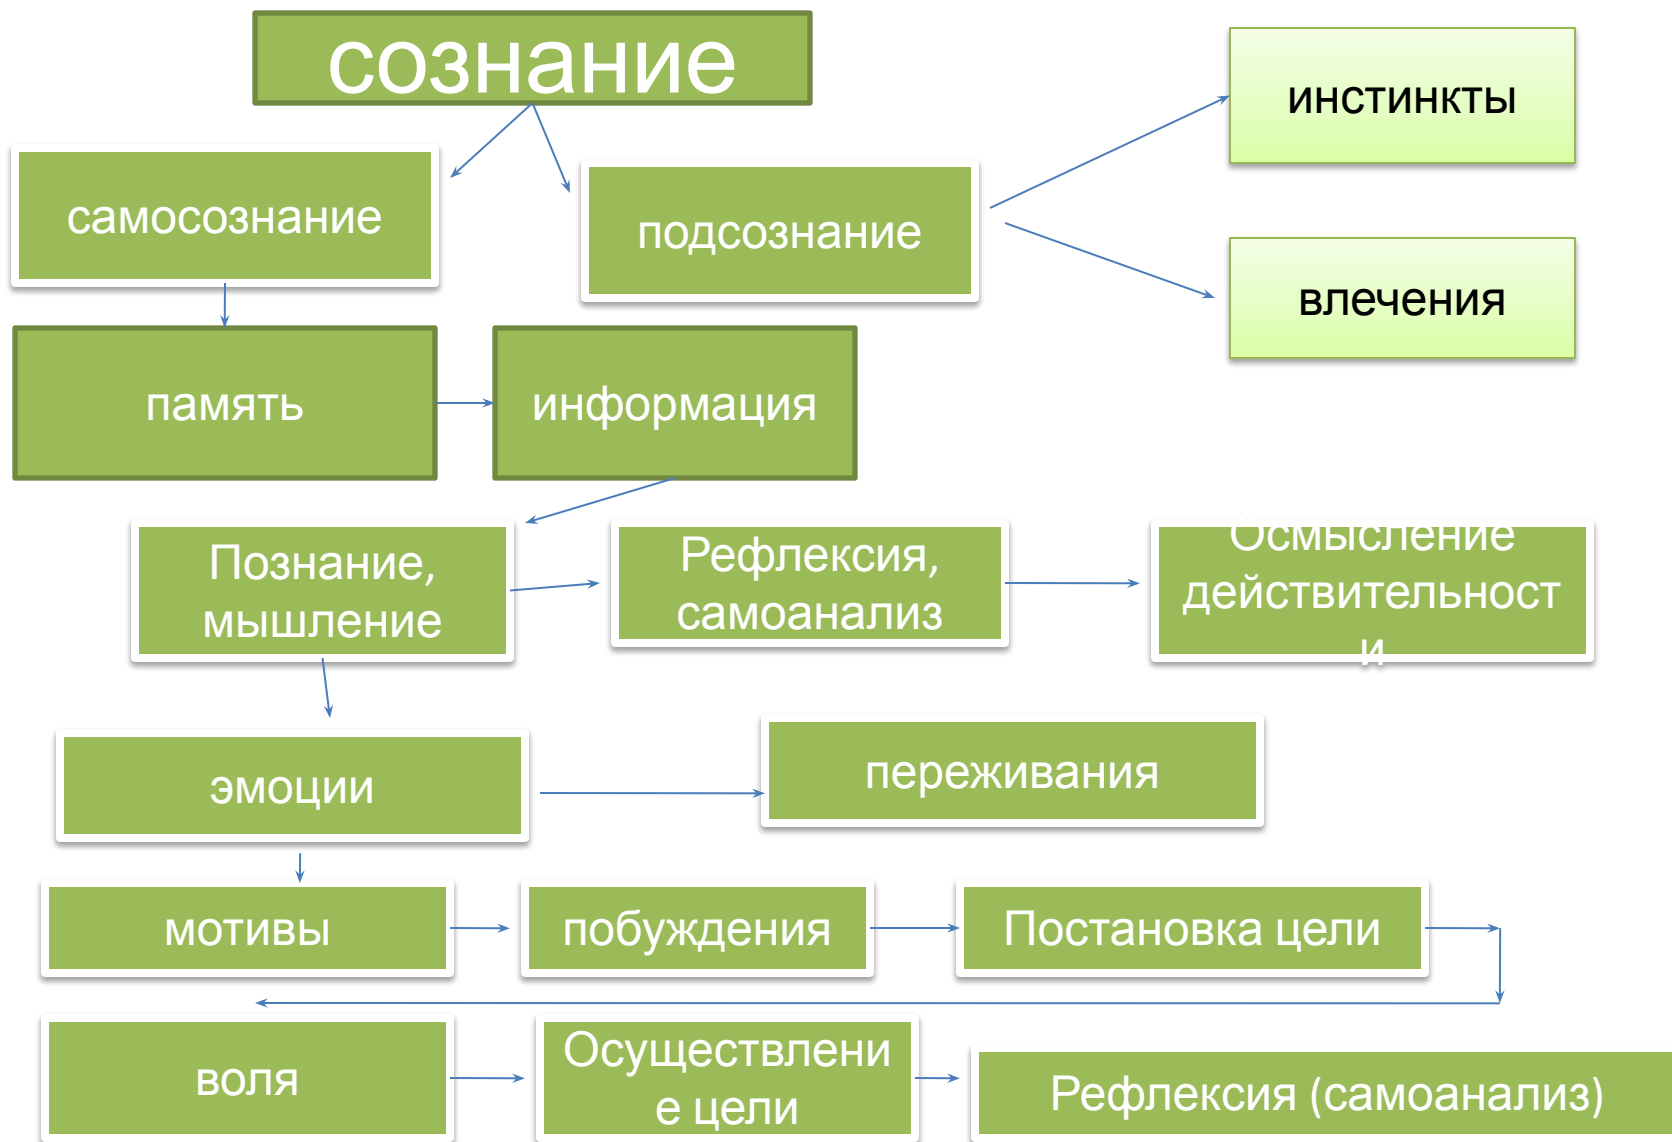 сознание
инстинкты
самосознание
подсознание
влечения
память
информация
Познание,
мышление
Рефлексия,
самоанализ
Осмысление
действительност
и
эмоции
переживания
мотивы
побуждения
Постановка цели
воля
Осуществлени
е цели
Рефлексия (самоанализ)